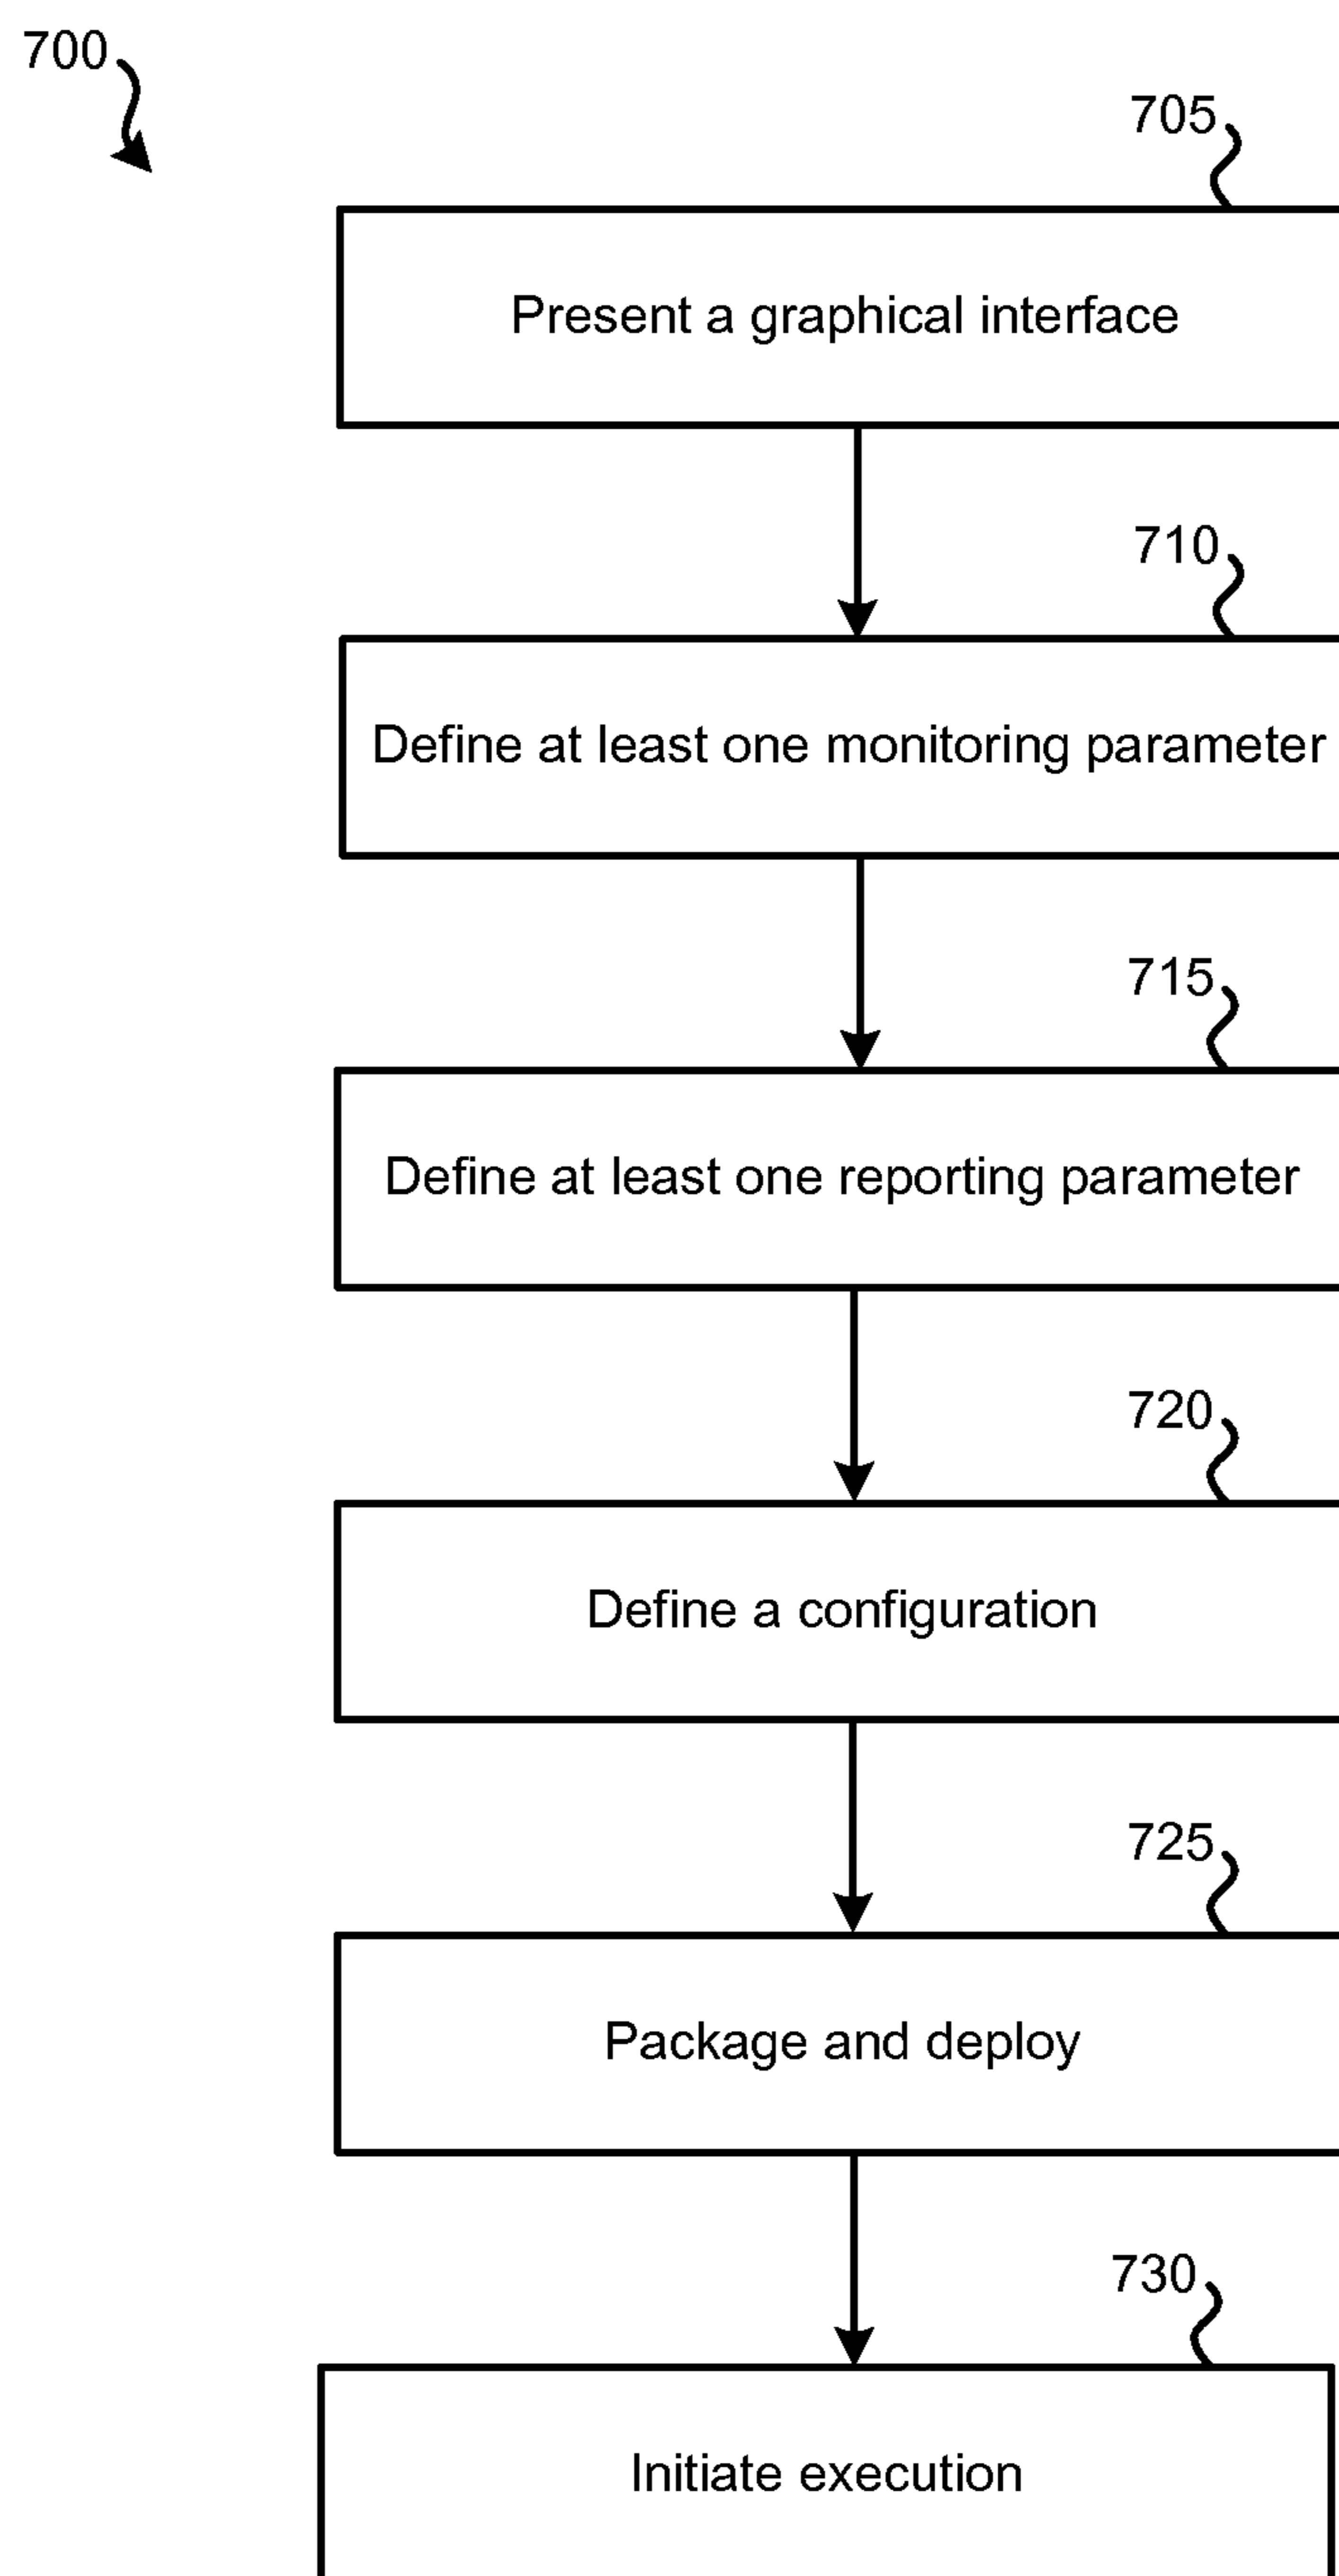 700
705
Present a graphical interface
710
Define at least one monitoring parameter
715
Define at least one reporting parameter
720
Define a configuration
725
Package and deploy
730
Initiate execution